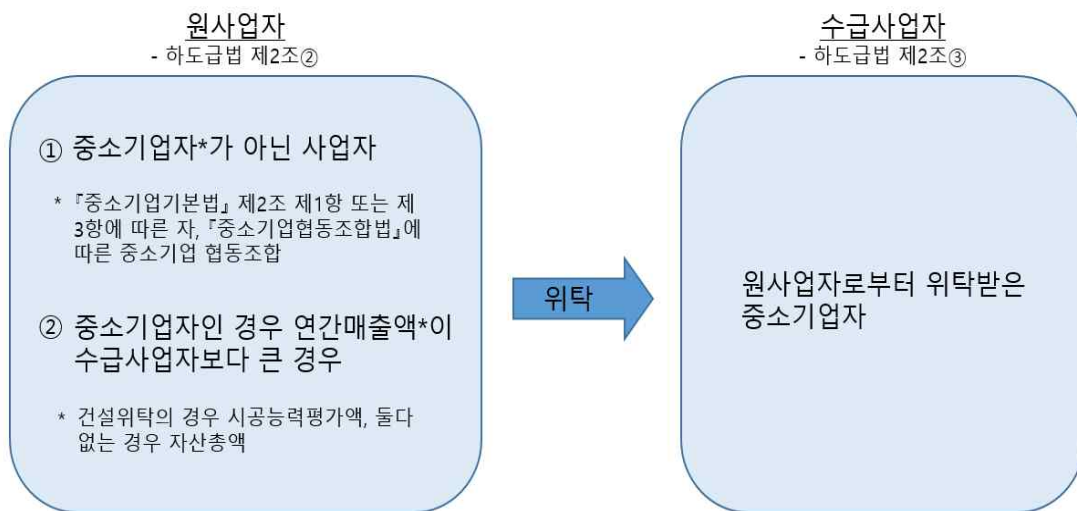 원사업자
- 하도급법 제2조②
① 중소기업자*가 아닌 사업자
* 『중소기업기본법』 제2조 제1항 또는 제
3항에 따른 자, 『중소기업협동조합법』에
따른 중소기업 협동조합
② 중소기업자인 경우 연간매출액*이
수급사업자보다 큰 경우
* 건설위탁의 경우 시공능력평가액, 둘다
없는 경우 자산총액
위탁
수급사업자
- 하도급법 제2조③
원사업자로부터 위탁받은
중소기업자